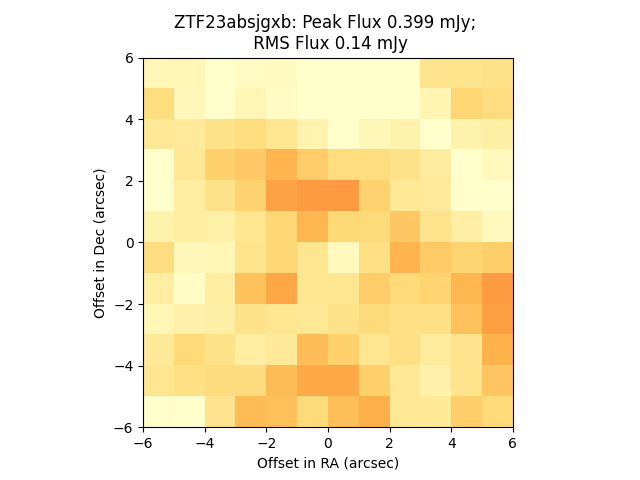 ZTF23absjgxb: Peak Flux 0.399 mJy;
RMS Flux 0.14 mJy
6
4
2
0
−2
−4
−6
Offset in Dec (arcsec)
−6 −4 −2 0 2 4 6
Offset in RA (arcsec)